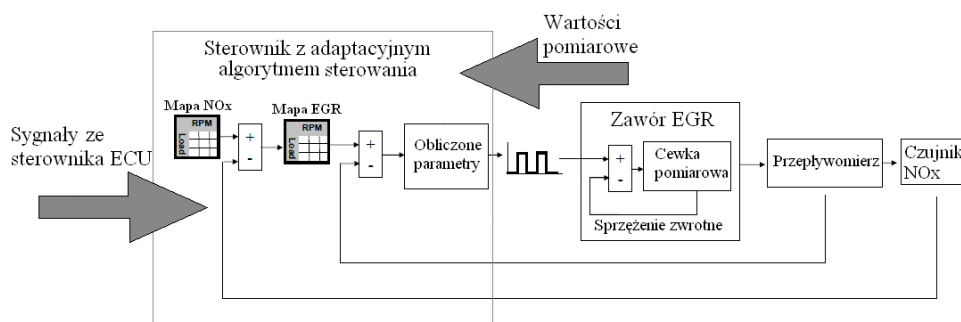 Wartości
pomiarowe
Sterownik z adaptacyjnym
algorytmem sterowania
Mapa NOx
RPM
Load
+
-
Mapa EGR
RPM
Load
+
-
Obliczone
parametry
Sygnały ze
sterownika ECU
Zawór EGR
+
-
Cewka
pomiarowa
Sprzężenie zwrotne
Przepływomierz
Czujnik
NOx